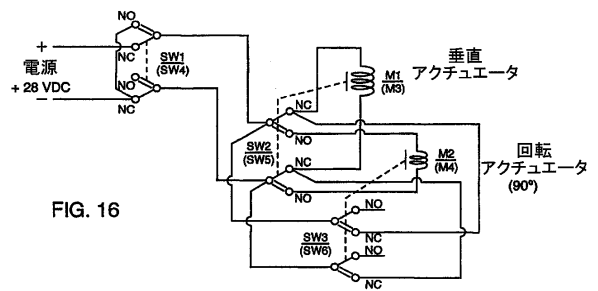 NO
+
NC
SW1
(SW4)
電源
+ 28 VDC
NO
−
NC
M1
(M3)
垂直
アクチュエータ
NC
SW2
(SW5)
NO
NC
M2
(M4)
回転
アクチュエータ
(90°)
NO
NO
SW3
(SW6)
NC
NO
NC
FIG. 16